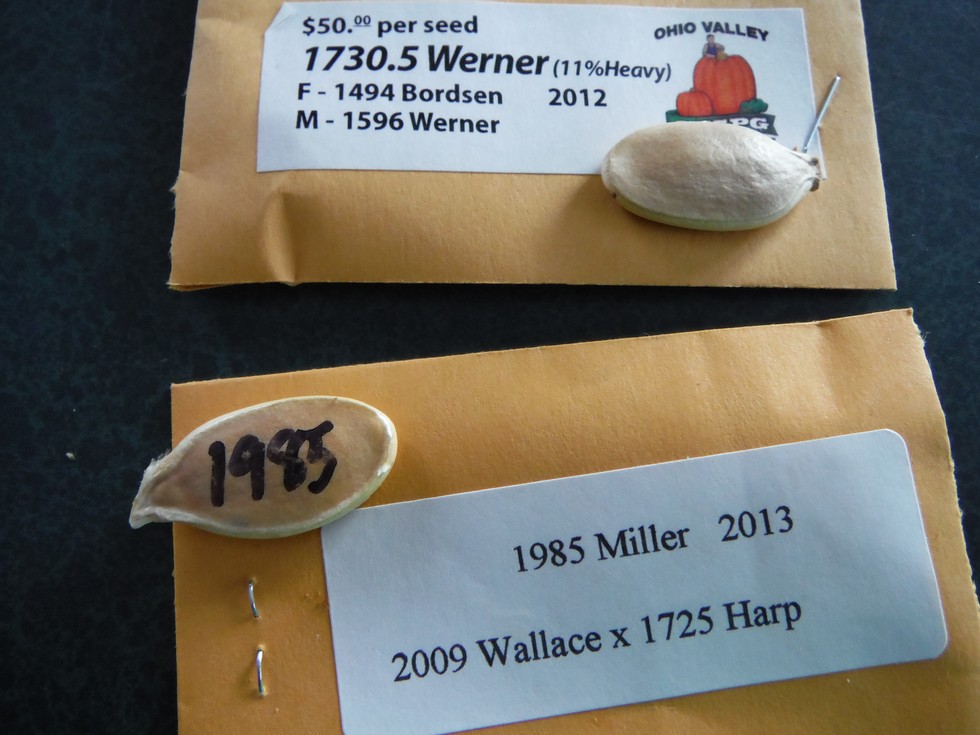 $50.00 per seed
1730.5 Werner (11%Heavy)
F - 1494 Bordsen 2012
M - 1596 Werner
OHIO VALLEY
1985
1985 Miller 2013
2009 Wallace x 1725 Harp